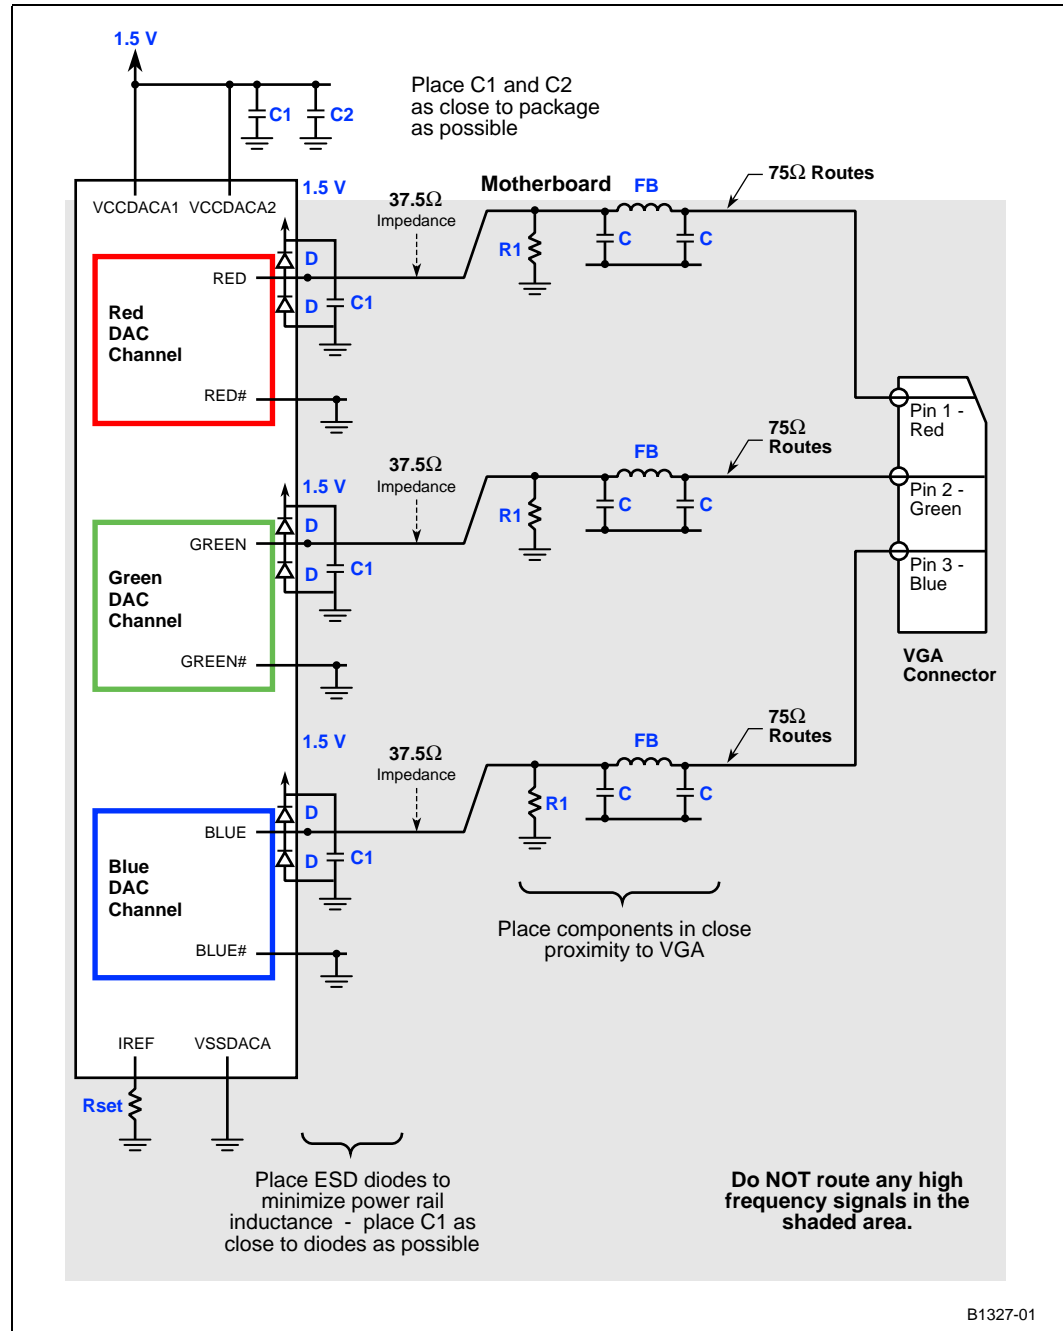 1.5 V
C1
C2
Place C1 and C2
as close to package
as possible
VCCDACA1
VCCDACA2
1.5 V
37.5Ω
Impedance
Motherboard
FB
75Ω Routes
R1
C
C
D
D
C1
RED
Red
DAC
Channel
RED#
Pin 1 -
Red
1.5 V
37.5Ω
Impedance
FB
75Ω
Routes
R1
C
C
D
D
C1
GREEN
Green
DAC
Channel
GREEN#
Pin 2 -
Green
Pin 3 -
Blue
VGA
Connector
1.5 V
37.5Ω
Impedance
FB
75Ω
Routes
R1
C
C
D
D
C1
BLUE
Blue
DAC
Channel
BLUE#
Place components in close
proximity to VGA
IREF
VSSDACA
Rset
Place ESD diodes to
minimize power rail
inductance - place C1 as
close to diodes as possible
Do NOT route any high
frequency signals in the
shaded area.
B1327-01